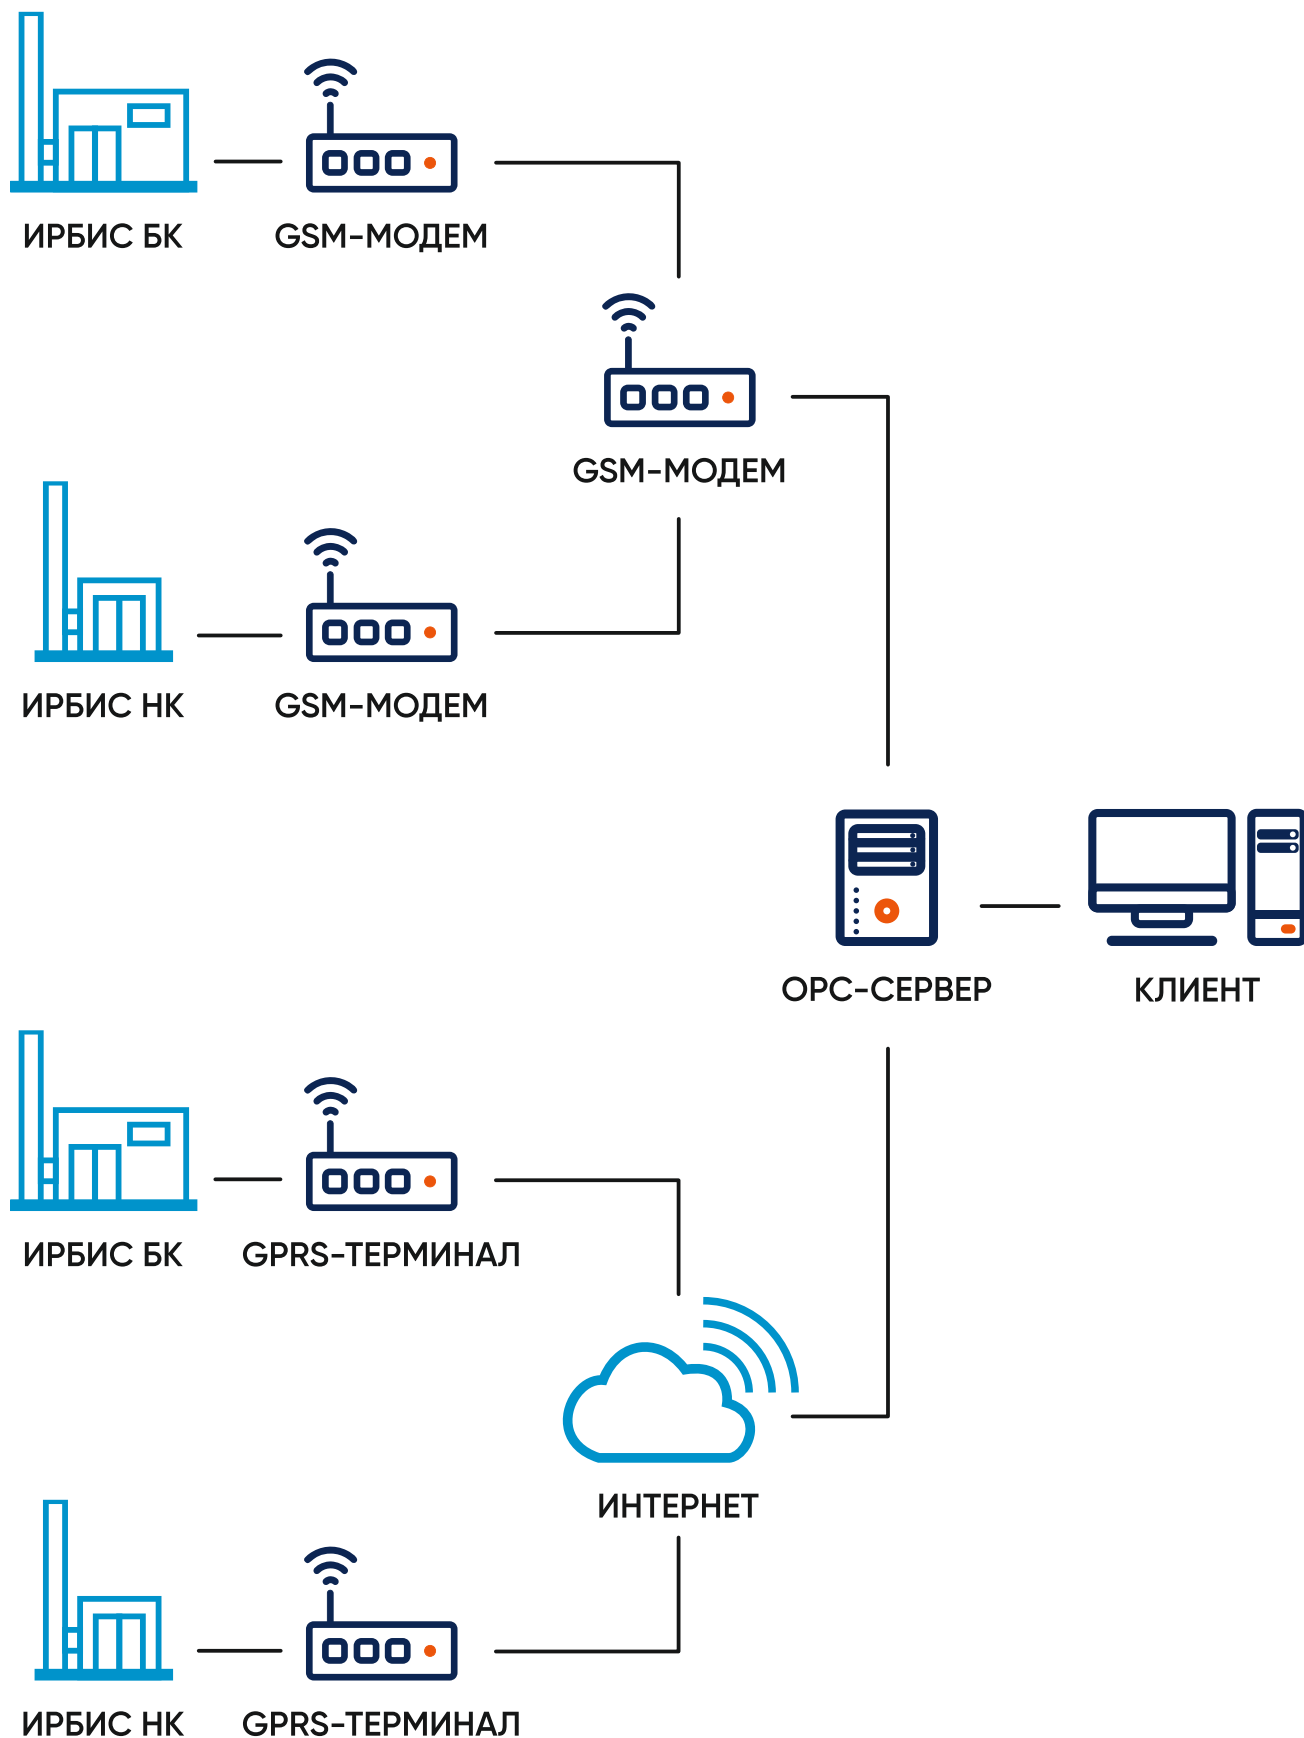 ИРБИС БК
GSM-МОДЕМ
GSM-МОДЕМ
ИРБИС НК
GSM-МОДЕМ
OPC-СЕРВЕР
КЛИЕНТ
ИРБИС БК
GPRS-ТЕРМИНАЛ
ИНТЕРНЕТ
ИРБИС НК
GPRS-ТЕРМИНАЛ